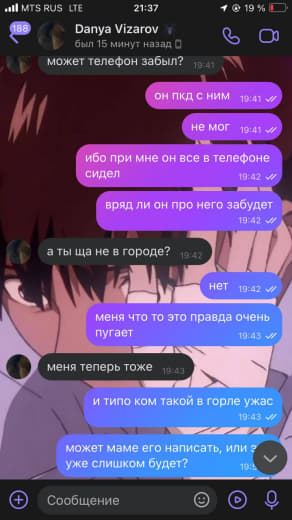 MTS RUS LTE
21:37
19 %
188
Danya Vizarov
был 15 минут назад
может телефон забыл? 19:41
он пкд с ним 19:41
не мог 19:41
ибо при мне он все в телефоне
сидел 19:42
вряд ли он про него забудет
19:42
а ты ща не в городе? 19:42
нет 19:42
меня что то это правда очень
пугает 19:43
меня теперь тоже 19:43
и типо ком такой в горле ужас
19:43
может маме его написать, или
уже слишком будет?
Сообщение